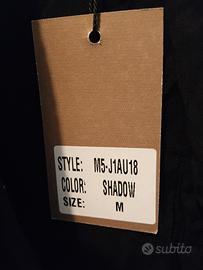 STYLE: M5-J1AU18
COLOR: SHADOW
SIZE: M
subito